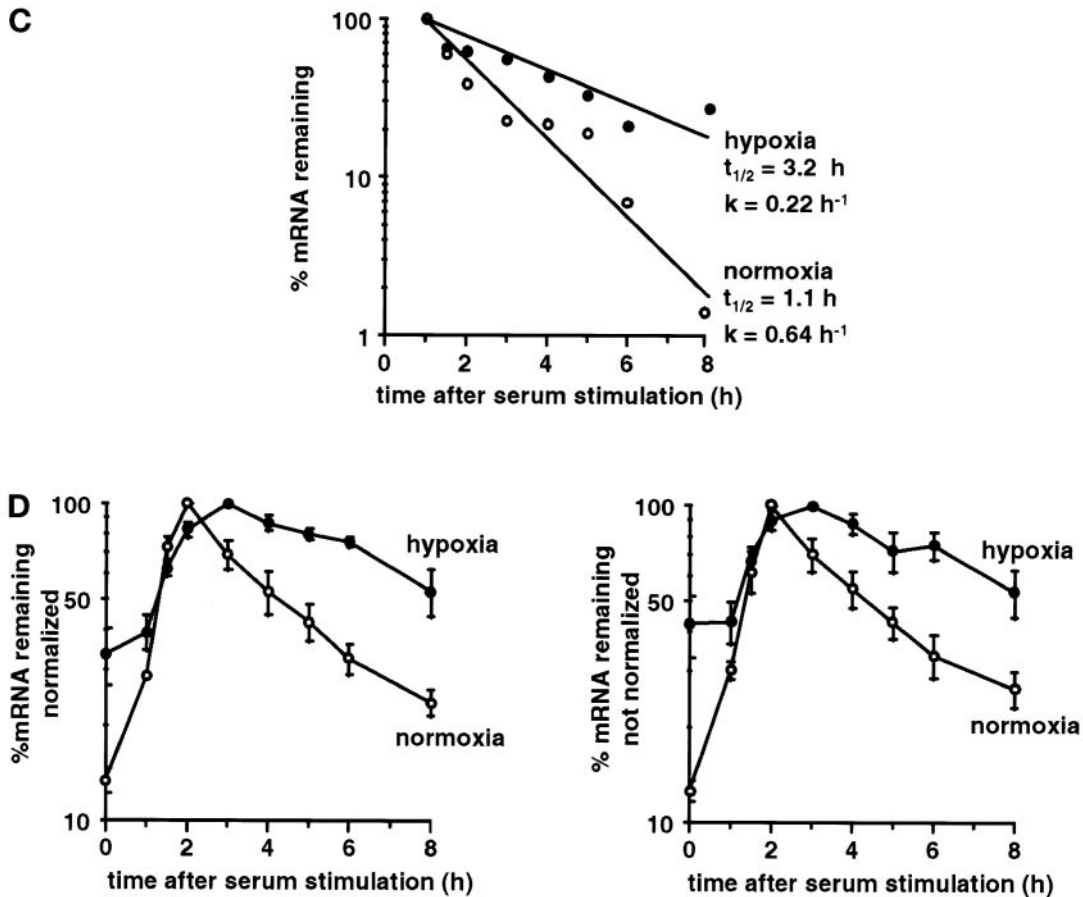 C
100
10
1
% mRNA remaining
hypoxia
t1/2 = 3.2 h
k = 0.22 h-1
normoxia
t1/2 = 1.1 h
k = 0.64 h-1
0 2 4 6 8
time after serum stimulation (h)
D
100
50
10
%mRNA remaining
normalized
hypoxia
normoxia
0 2 4 6 8
time after serum stimulation (h)
100
50
10
% mRNA remaining
not normalized
hypoxia
normoxia
0 2 4 6 8
time after serum stimulation (h)